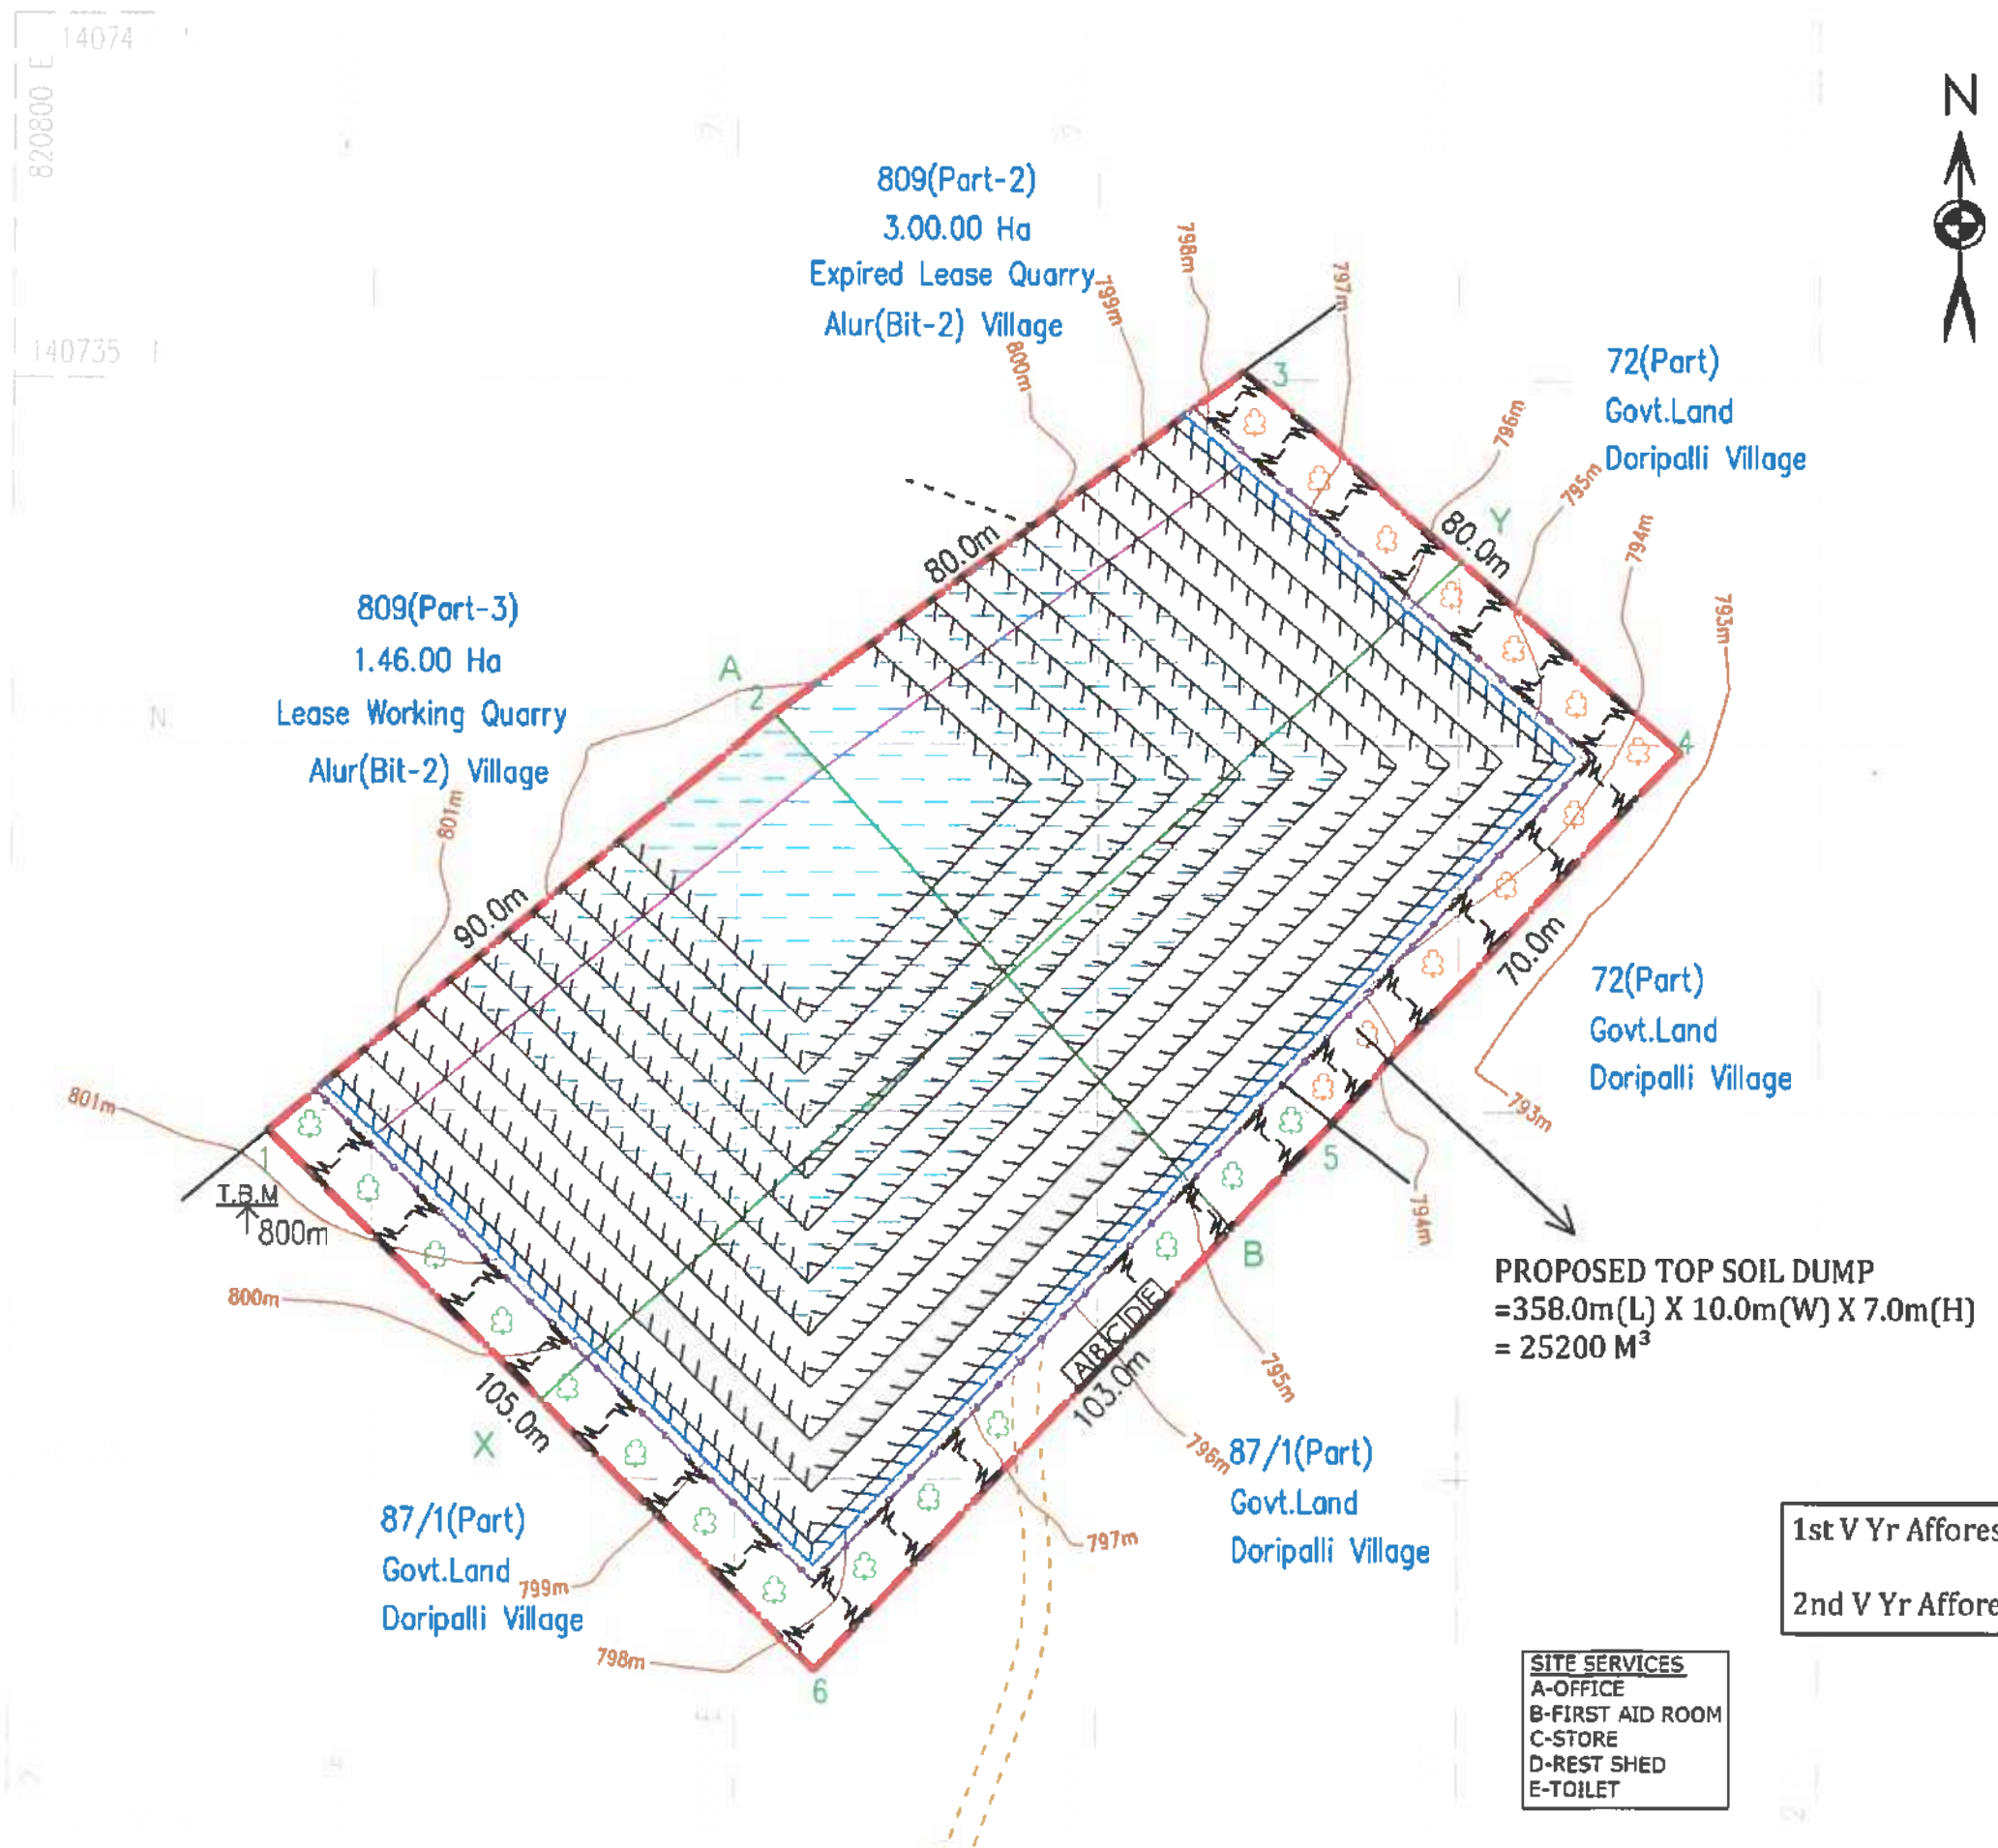 14074
820800 E
140735
N
809(Part-2)
3.00.00 Ha
Expired Lease Quarry
Alur(Bit-2) Village
800m
799m
798m
797m
3
72(Part)
Govt.Land
Doripalli Village
796m
795m
794m
793m
Y
80.0m
80.0m
4
809(Part-3)
1.46.00 Ha
Lease Working Quarry
Alur(Bit-2) Village
A
2
N
801m
90.0m
70.0m
72(Part)
Govt.Land
Doripalli Village
793m
801m
1
T.B.M
800m
5
794m
B
PROPOSED TOP SOIL DUMP
=358.0m(L) X 10.0m(W) X 7.0m(H)
= 25200 M³
800m
A B C D E
103.0m
105.0m
X
795m
796m
87/1(Part)
Govt.Land
Doripalli Village
797m
87/1(Part)
Govt.Land
Doripalli Village
799m
798m
6
E
1st V Yr Affores
2nd V Yr Affore
SITE SERVICES
A-OFFICE
B-FIRST AID ROOM
C-STORE
D-REST SHED
E-TOILET